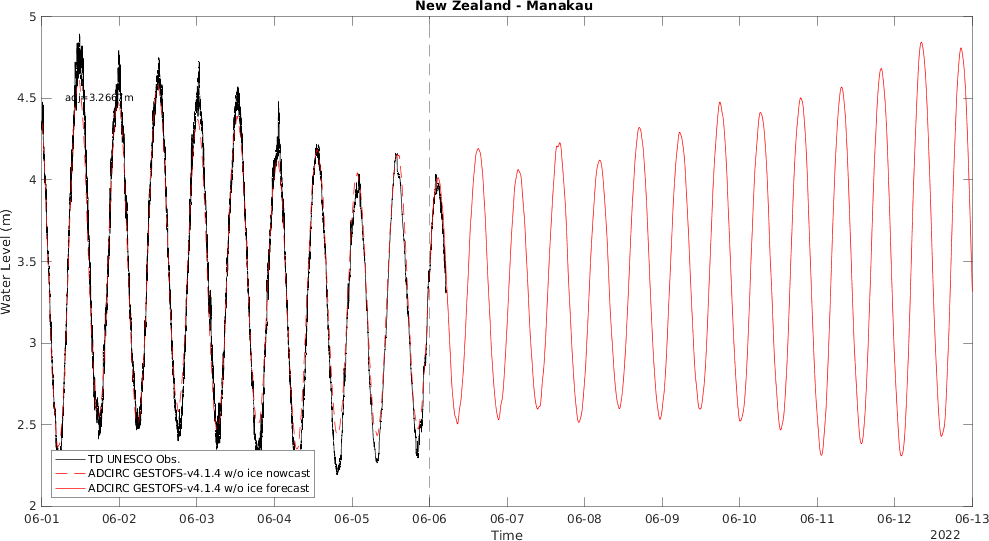 New Zealand - Manakau
5
4.5
4
3.5
3
2.5
2
Water Level (m)
TD UNESCO Obs.
ADCIRC GESTOFS-v4.1.4 w/o ice nowcast
ADCIRC GESTOFS-v4.1.4 w/o ice forecast
06-01 06-02 06-03 06-04 06-05 06-06 06-07 06-08 06-09 06-10 06-11 06-12 06-13
Time
2022